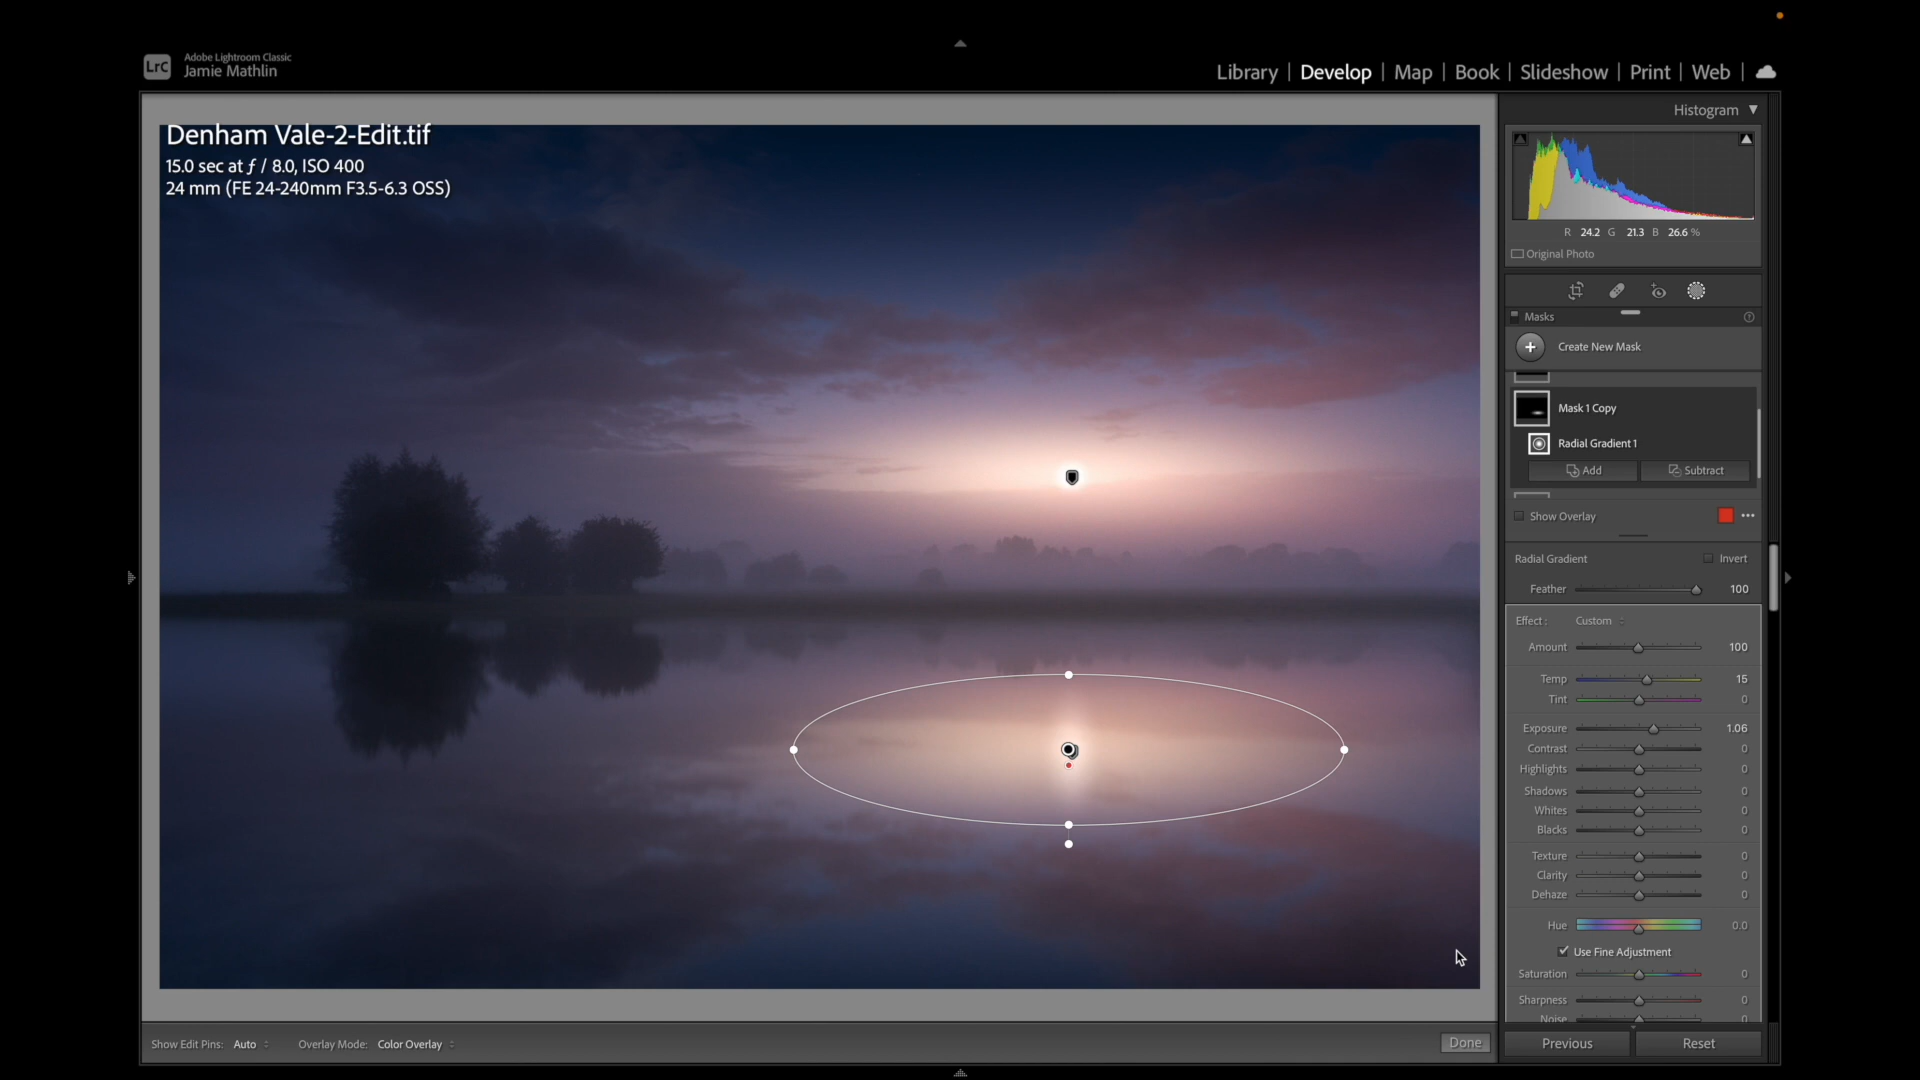 LrC
Adobe Lightroom Classic
Jamie Mathlin
Library | Develop | Map | Book | Slideshow | Print | Web |
Denham Vale-2-Edit.tif
15.0 sec at ƒ / 8.0, ISO 400
24 mm (FE 24-240mm F3.5-6.3 OSS)
Histogram
R 24.2 G 21.3 B 26.6 %
Original Photo
Masks
Create New Mask
Mask 1 Copy
Radial Gradient 1
Add Subtract
Show Overlay
Radial Gradient Invert
Feather 100
Effect : Custom
Amount 100
Temp 15
Tint 0
Exposure 1.06
Contrast 0
Highlights 0
Shadows 0
Whites 0
Blacks 0
Texture 0
Clarity 0
Dehaze 0
Hue 0.0
Use Fine Adjustment
Saturation 0
Sharpness 0
Noise 0
Show Edit Pins: Auto Overlay Mode: Color Overlay Done
Previous Reset